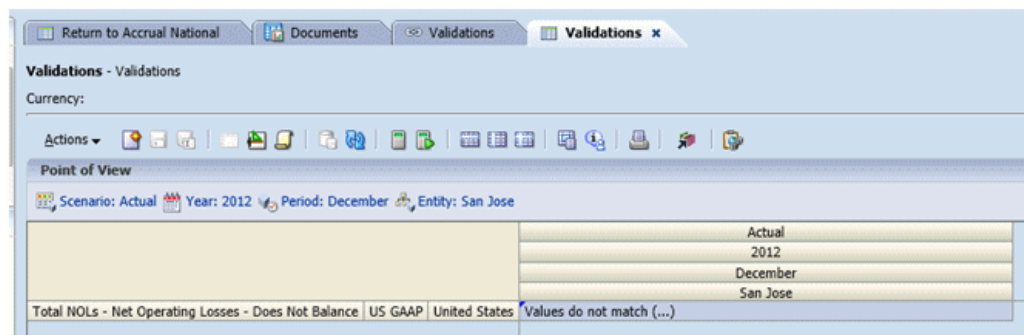 Return to Accrual National Documents Validations Validations x
Validations - Validations
Currency:
Actions
Point of View
Scenario: Actual Year: 2012 Period: December Entity: San Jose
Actual
2012
December
San Jose
Total NOLs - Net Operating Losses - Does Not Balance US GAAP United States Values do not match (...)